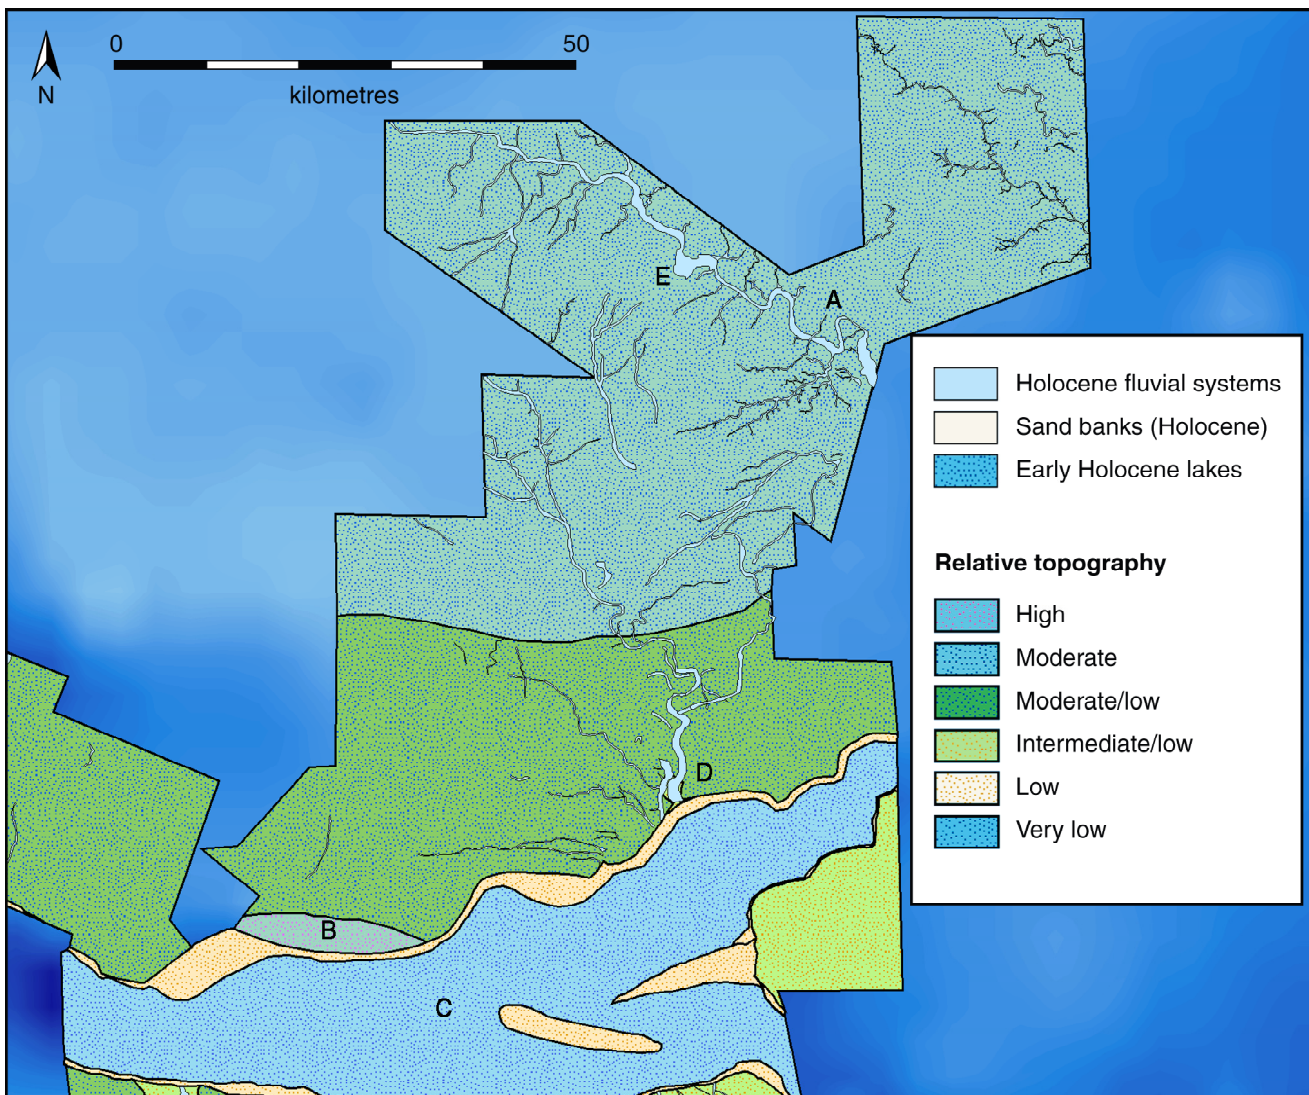 0 50
N
kilometres
E
A
Holocene fluvial systems
Sand banks (Holocene)
Early Holocene lakes
Relative topography
High
Moderate
Moderate/low
Intermediate/low
Low
Very low
D
B
C